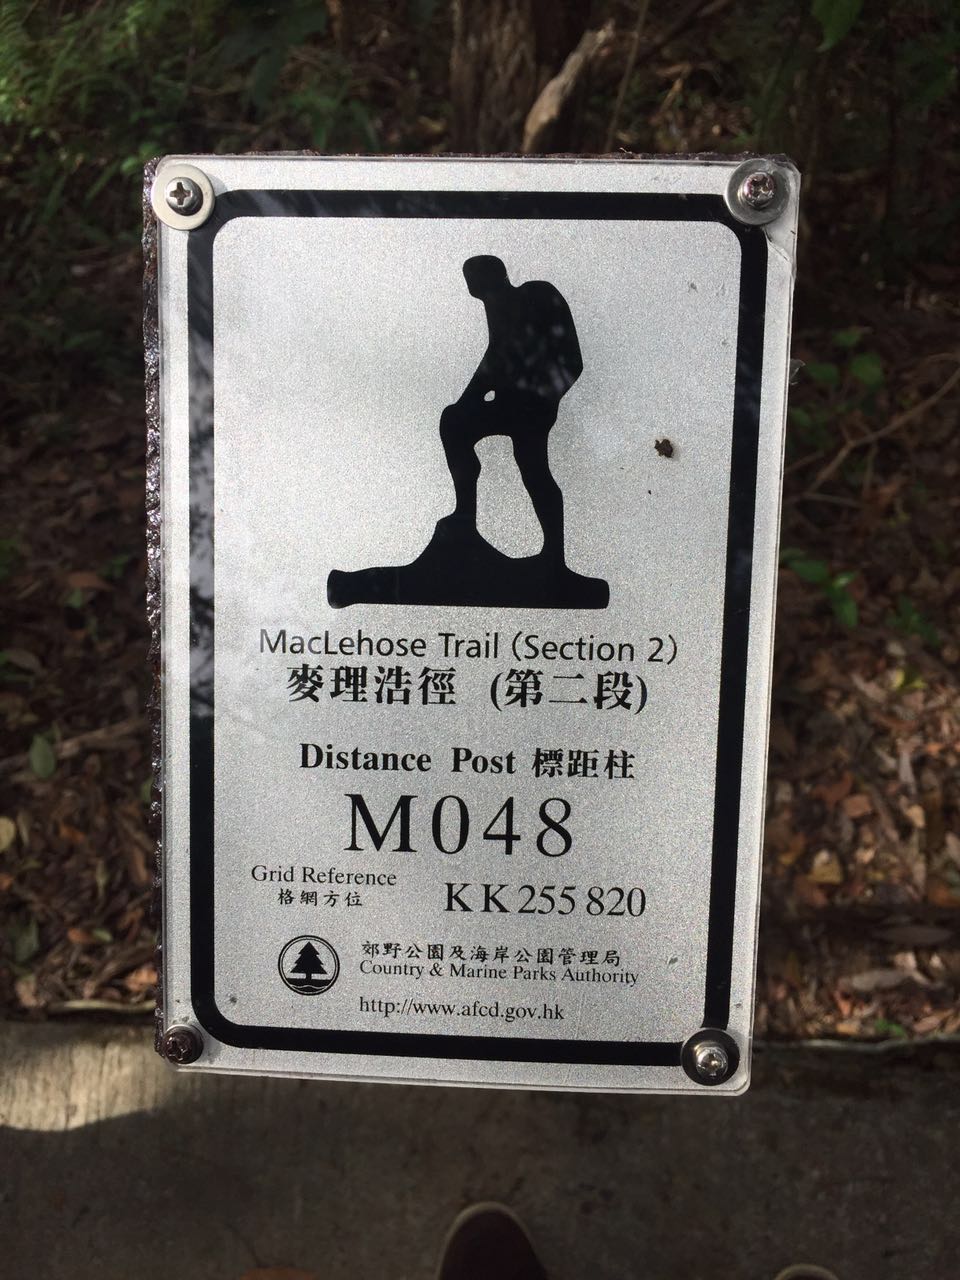 MacLehose Trail (Section 2)
麥理浩徑 (第二段)
Distance Post 標距柱
M048
Grid Reference
格網方位
KK255 820
郊野公園及海岸公園管理局
Country & Marine Parks Authority
http://www.afcd.gov.hk